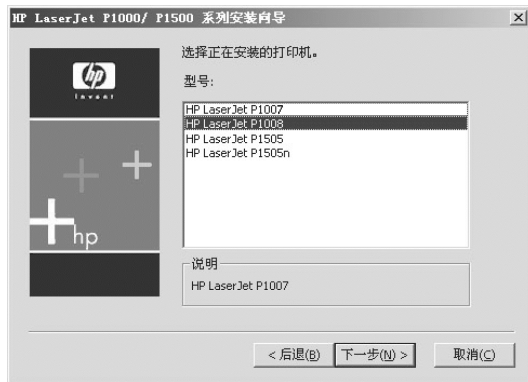 HP LaserJet P1000/ P1500 系列安装向导
选择正在安装的打印机。
hp
invent
型号:
HP LaserJet P1007
HP LaserJet P1008
HP LaserJet P1505
HP LaserJet P1505n
hp
说明
HP LaserJet P1007
< 后退(B)
下一步(N) >
取消(C)